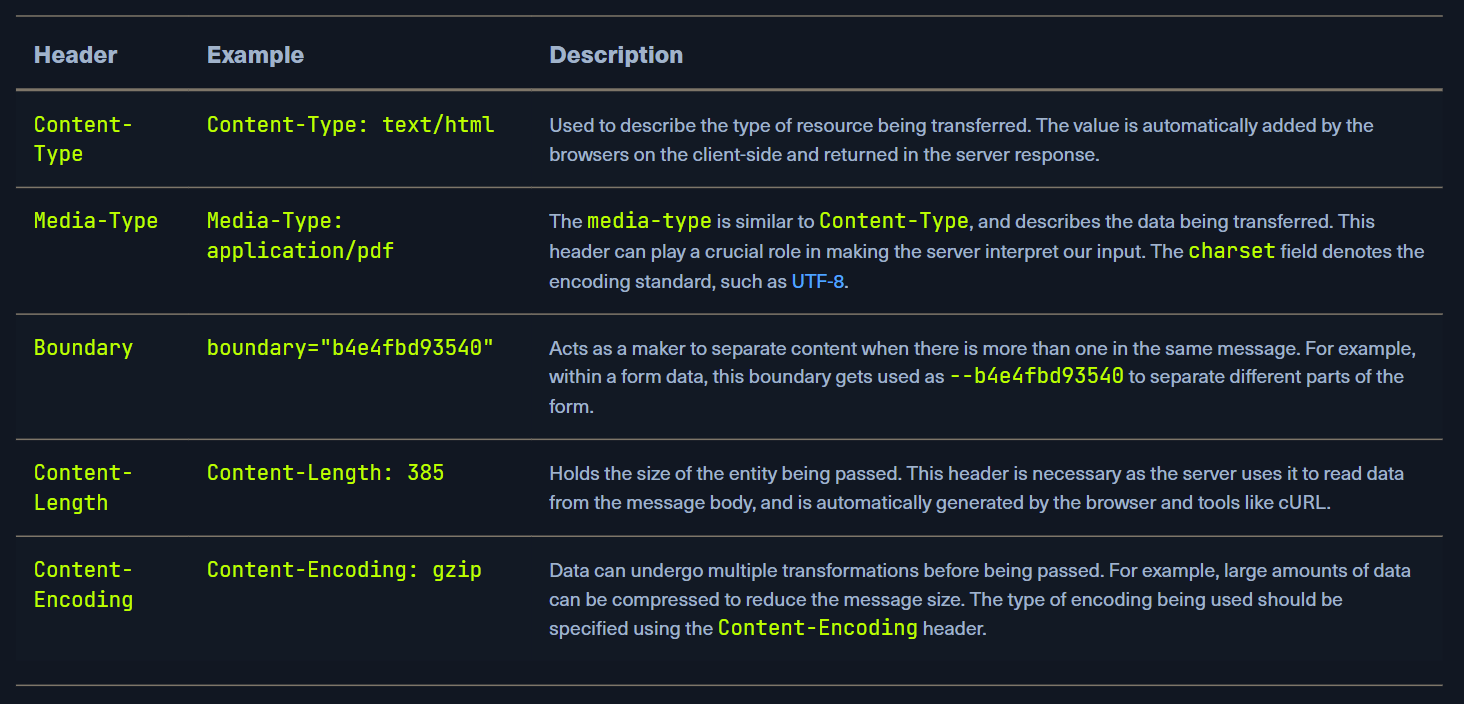 Header Example Description
Content- Content-Type: text/html Used to describe the type of resource being transferred. The value is automatically added by the
Type browsers on the client-side and returned in the server response.
Media-Type Media-Type: The media-type is similar to Content-Type, and describes the data being transferred. This
application/pdf header can play a crucial role in making the server interpret our input. The charset field denotes the
encoding standard, such as UTF-8.
Boundary boundary="b4e4fbd93540" Acts as a maker to separate content when there is more than one in the same message. For example,
within a form data, this boundary gets used as --b4e4fbd93540 to separate different parts of the
form.
Content- Content-Length: 385 Holds the size of the entity being passed. This header is necessary as the server uses it to read data
Length from the message body, and is automatically generated by the browser and tools like cURL.
Content- Content-Encoding: gzip Data can undergo multiple transformations before being passed. For example, large amounts of data
Encoding can be compressed to reduce the message size. The type of encoding being used should be
specified using the Content-Encoding header.